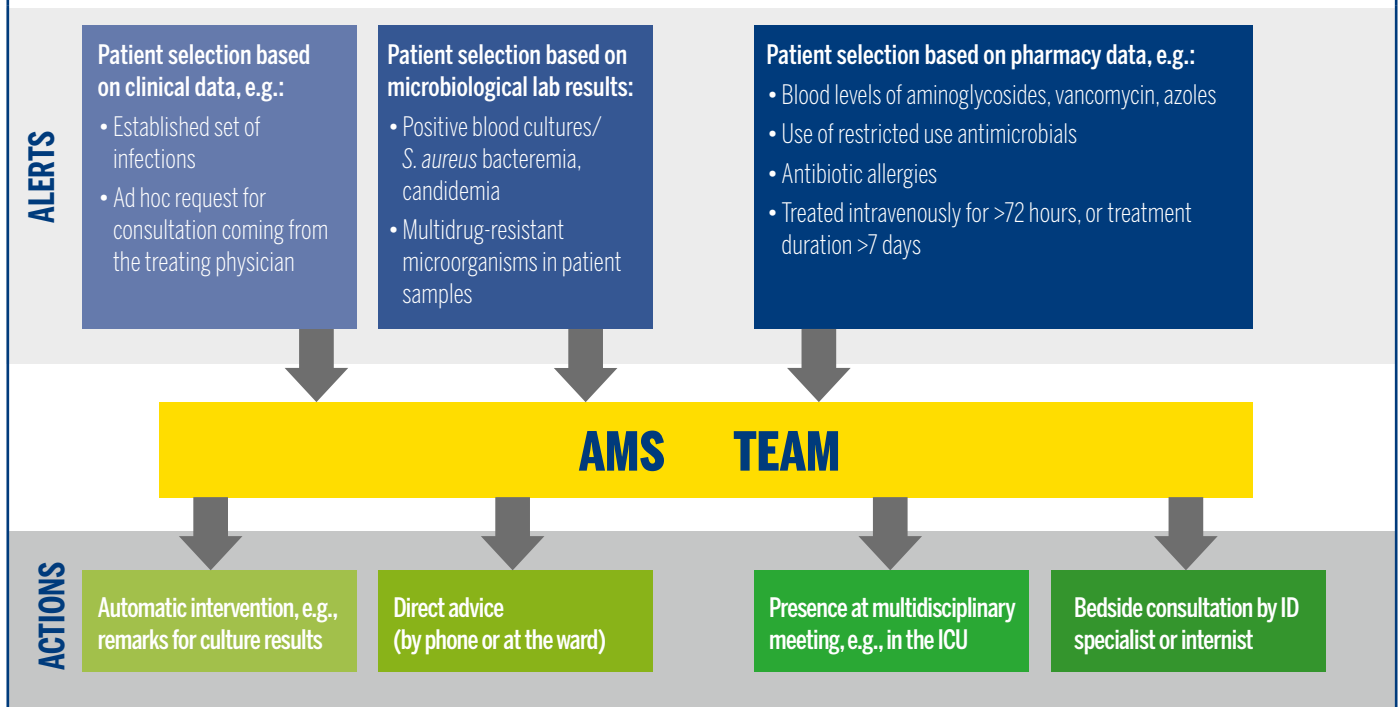 ALERTS
Patient selection based
on clinical data, e.g.:
• Established set of
infections
• Ad hoc request for
consultation coming from
the treating physician
Patient selection based on
microbiological lab results:
• Positive blood cultures/
S. aureus bacteremia,
candidemia
• Multidrug-resistant
microorganisms in patient
samples
Patient selection based on pharmacy data, e.g.:
• Blood levels of aminoglycosides, vancomycin, azoles
• Use of restricted use antimicrobials
• Antibiotic allergies
• Treated intravenously for >72 hours, or treatment
duration >7 days
AMS TEAM
ACTIONS
Automatic intervention, e.g.,
remarks for culture results
Direct advice
(by phone or at the ward)
Presence at multidisciplinary
meeting, e.g., in the ICU
Bedside consultation by ID
specialist or internist